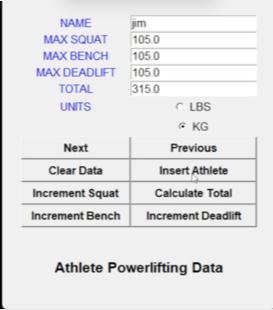 NAME jim
MAX SQUAT 105.0
MAX BENCH 105.0
MAX DEADLIFT 105.0
TOTAL 315.0
UNITS LBS
KG
Next Previous
Clear Data Insert Athlete
Increment Squat Calculate Total
Increment Bench Increment Deadlift
Athlete Powerlifting Data